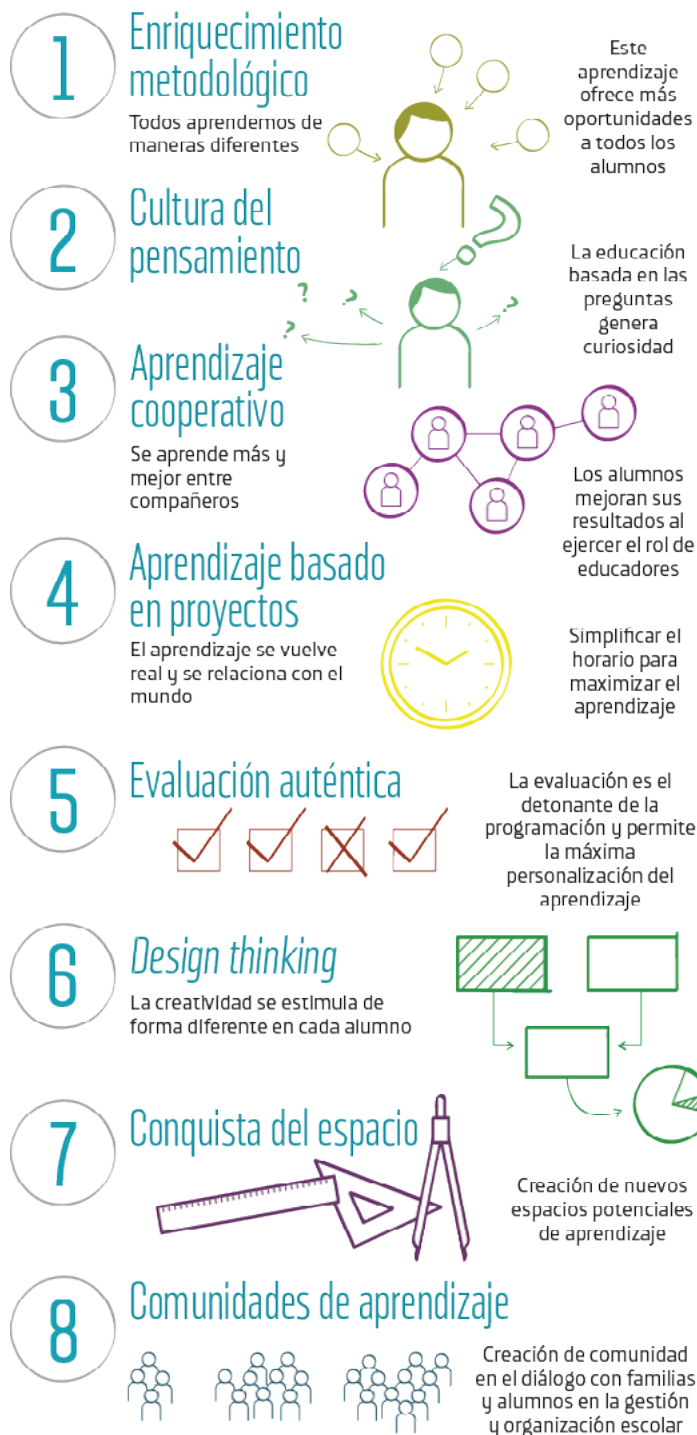 1
Enriquecimiento
metodológico
Todos aprendemos de
maneras diferentes
Este
aprendizaje
ofrece más
oportunidades
a todos los
alumnos
2
Cultura del
pensamiento
?
? ? ? 
La educación
basada en las
preguntas
genera
curiosidad
3
Aprendizaje
cooperativo
Se aprende más y
mejor entre
compañeros
Los alumnos
mejoran sus
resultados al
ejercer el rol de
educadores
4
Aprendizaje basado
en proyectos
El aprendizaje se vuelve
real y se relaciona con el
mundo
Simplificar el
horario para
maximizar el
aprendizaje
5
Evaluación auténtica
La evaluación es el
detonante de la
programación y permite
la máxima
personalización del
aprendizaje
6
Design thinking
La creatividad se estimula de
forma diferente en cada alumno
7
Conquista del espacio
Creación de nuevos
espacios potenciales
de aprendizaje
8
Comunidades de aprendizaje
Creación de comunidad
en el diálogo con familias
y alumnos en la gestión
y organización escolar